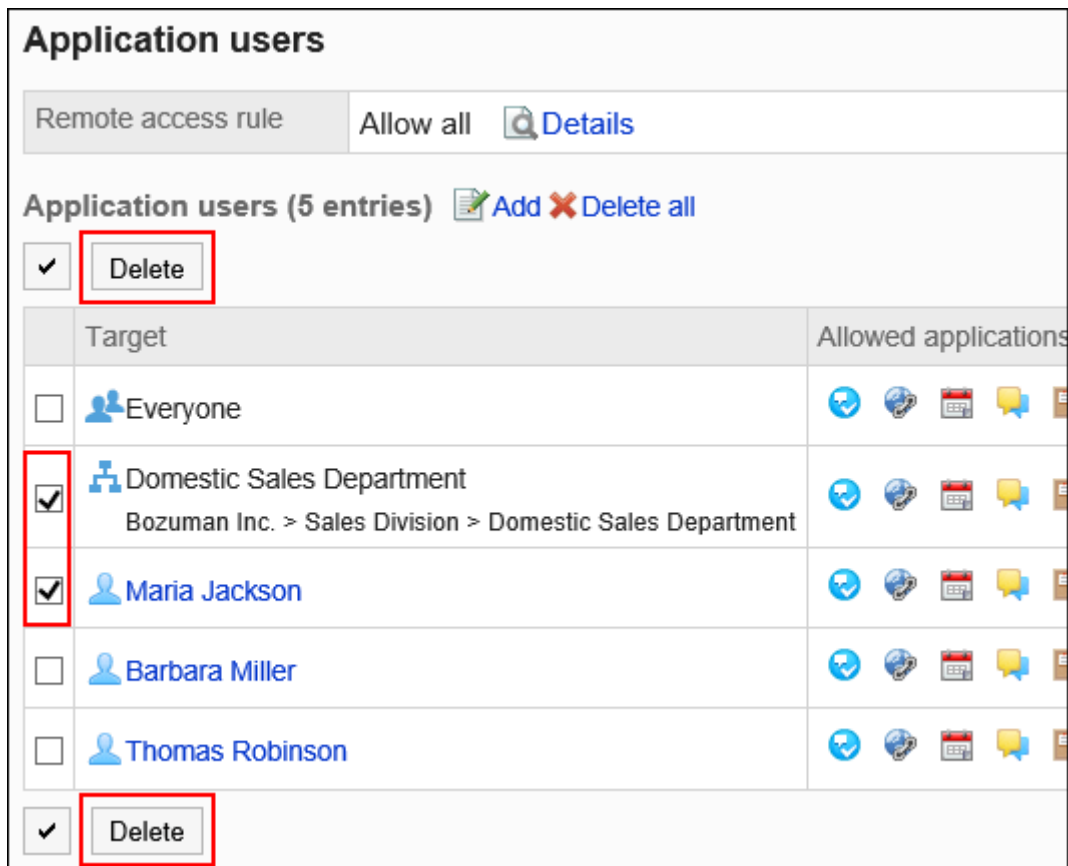 Application users
Remote access rule Allow all Details
Application users (5 entries) Add Delete all
Delete
Target Allowed applications
Everyone
Domestic Sales Department
Bozuman Inc. > Sales Division > Domestic Sales Department
Maria Jackson
Barbara Miller
Thomas Robinson
Delete